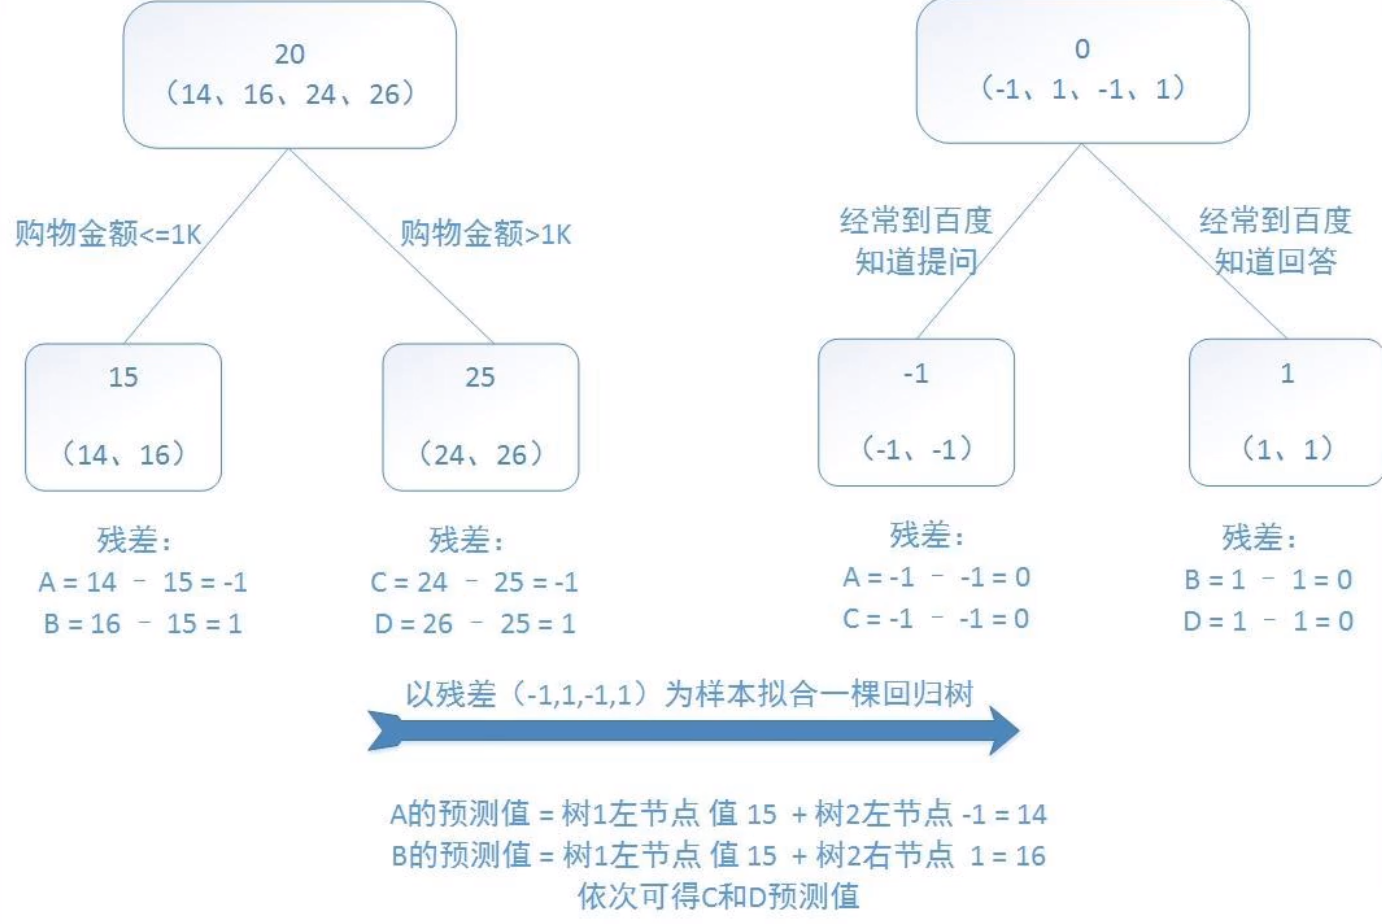 20
（14、16、24、26）
购物金额<=1K
购物金额>1K
15
（14、16）
25
（24、26）
残差：
A = 14 － 15 = -1
B = 16 － 15 = 1
残差：
C = 24 － 25 = -1
D = 26 － 25 = 1
0
（-1、1、-1、1）
经常到百度
知道提问
经常到百度
知道回答
-1
（-1、-1）
1
（1、1）
残差：
A = -1 － -1 = 0
C = -1 － -1 = 0
残差：
B = 1 － 1 = 0
D = 1 － 1 = 0
以残差（-1,1,-1,1）为样本拟合一棵回归树
A的预测值 = 树1左节点 值 15 + 树2左节点 -1 = 14
B的预测值 = 树1左节点 值 15 + 树2右节点 1 = 16
依次可得C和D预测值